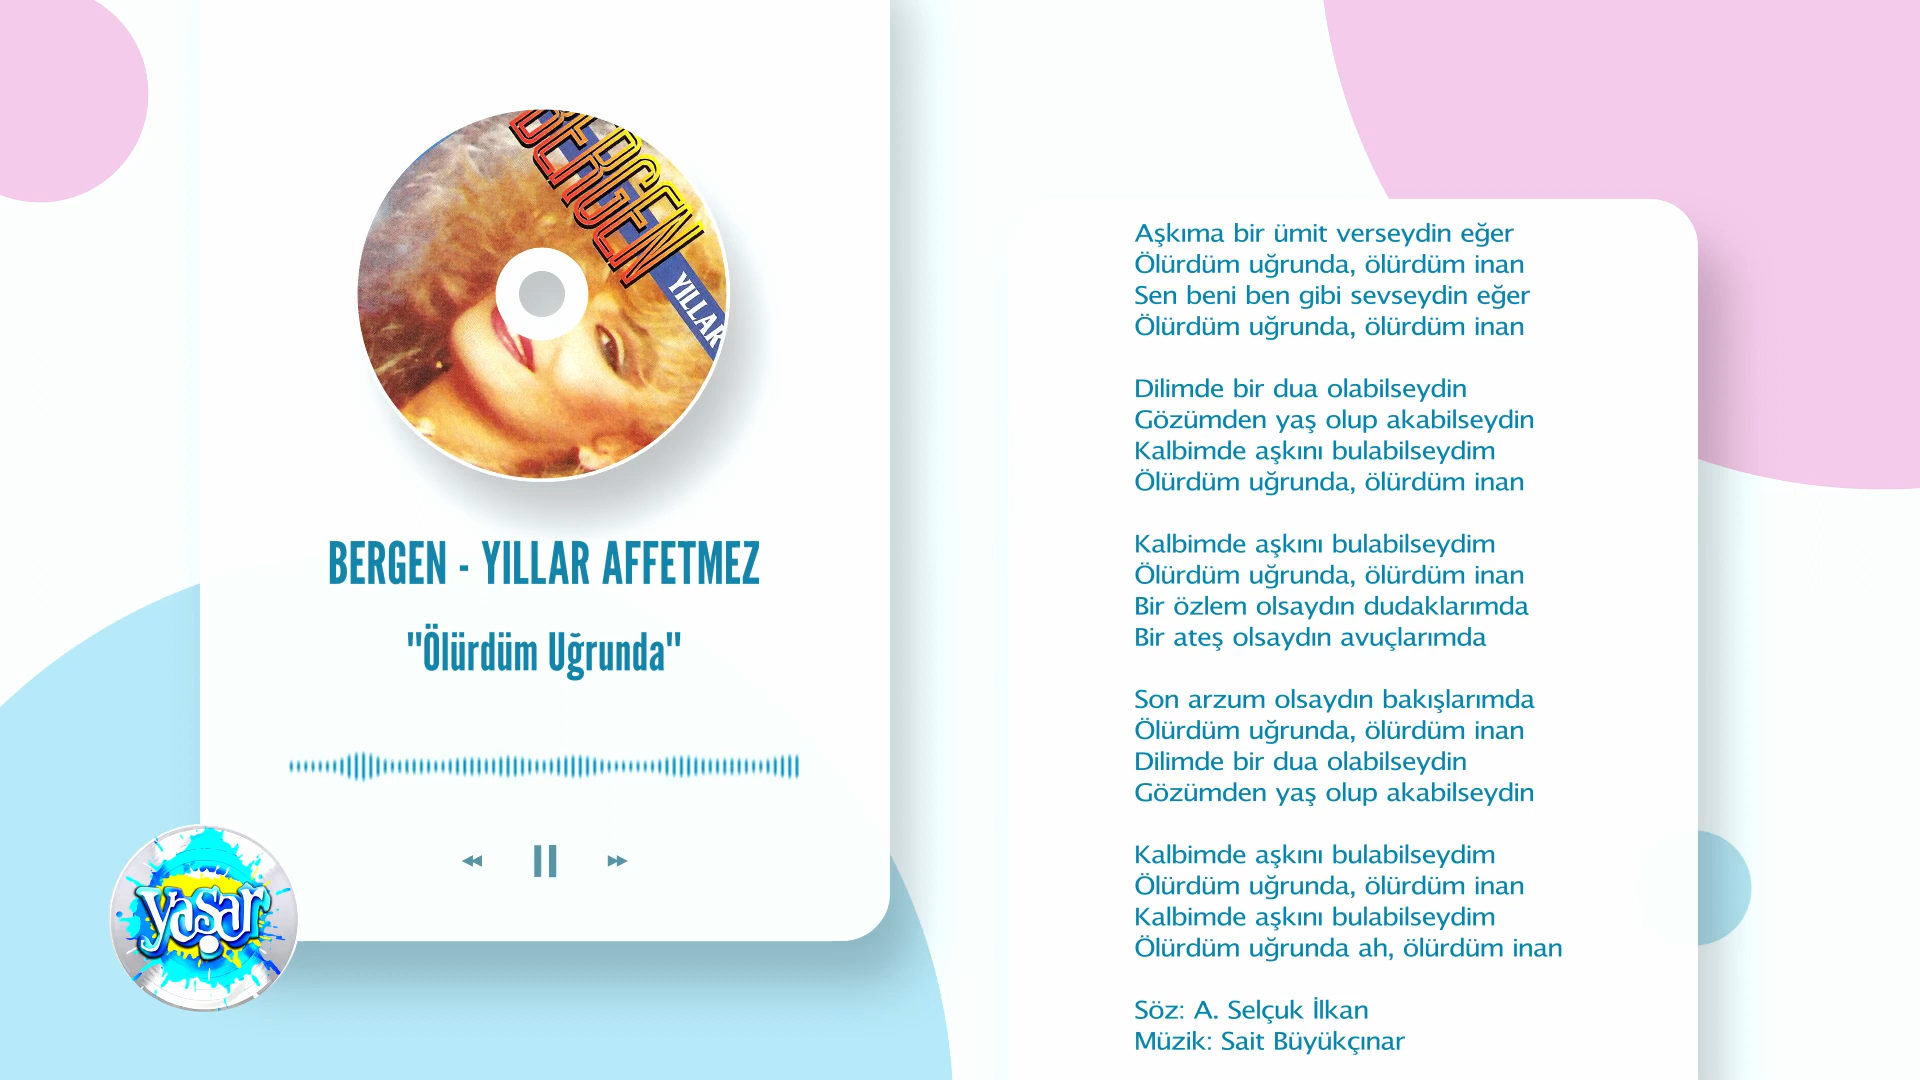 BERGEN
YILLAR
BERGEN - YILLAR AFFETMEZ
"Ölürdüm Uğrunda"
yaşar
Aşkıma bir ümit verseydin eğer
Ölürdüm uğrunda, ölürdüm inan
Sen beni ben gibi sevseydin eğer
Ölürdüm uğrunda, ölürdüm inan
Dilimde bir dua olabilseydin
Gözümden yaş olup akabilseydin
Kalbimde aşkını bulabilseydim
Ölürdüm uğrunda, ölürdüm inan
Kalbimde aşkını bulabilseydim
Ölürdüm uğrunda, ölürdüm inan
Bir özlem olsaydın dudaklarımda
Bir ateş olsaydın avuçlarımda
Son arzum olsaydın bakışlarımda
Ölürdüm uğrunda, ölürdüm inan
Dilimde bir dua olabilseydin
Gözümden yaş olup akabilseydin
Kalbimde aşkını bulabilseydim
Ölürdüm uğrunda, ölürdüm inan
Kalbimde aşkını bulabilseydim
Ölürdüm uğrunda ah, ölürdüm inan
Söz: A. Selçuk İlkan
Müzik: Sait Büyükçınar